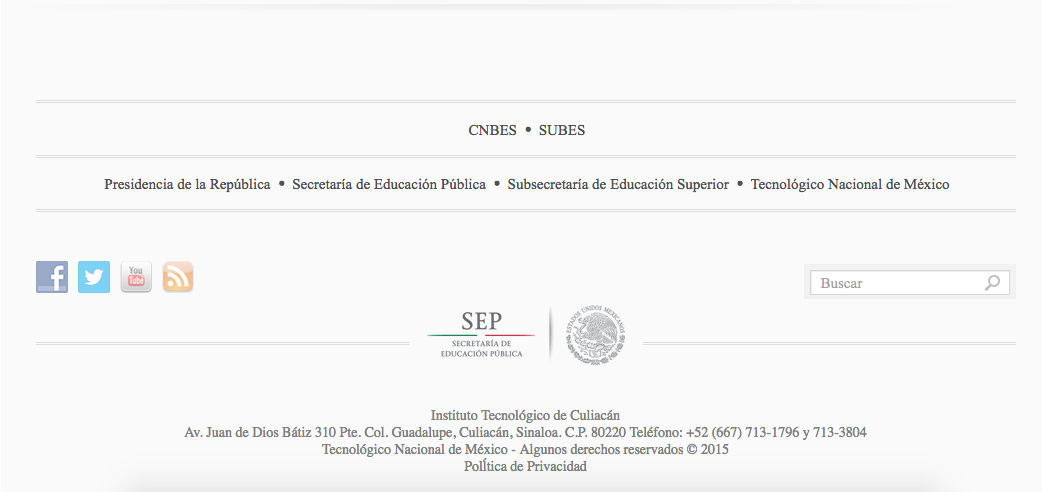 CNBES • SUBES
Presidencia de la República • Secretaría de Educación Pública • Subsecretaría de Educación Superior • Tecnológico Nacional de México
f
You
Tube
Buscar
SEP
SECRETARÍA DE
EDUCACIÓN PÚBLICA
ESTADOS UNIDOS MEXICANOS
Instituto Tecnológico de Culiacán
Av. Juan de Dios Bátiz 310 Pte. Col. Guadalupe, Culiacán, Sinaloa. C.P. 80220 Teléfono: +52 (667) 713-1796 y 713-3804
Tecnológico Nacional de México - Algunos derechos reservados © 2015
PolÍtica de Privacidad